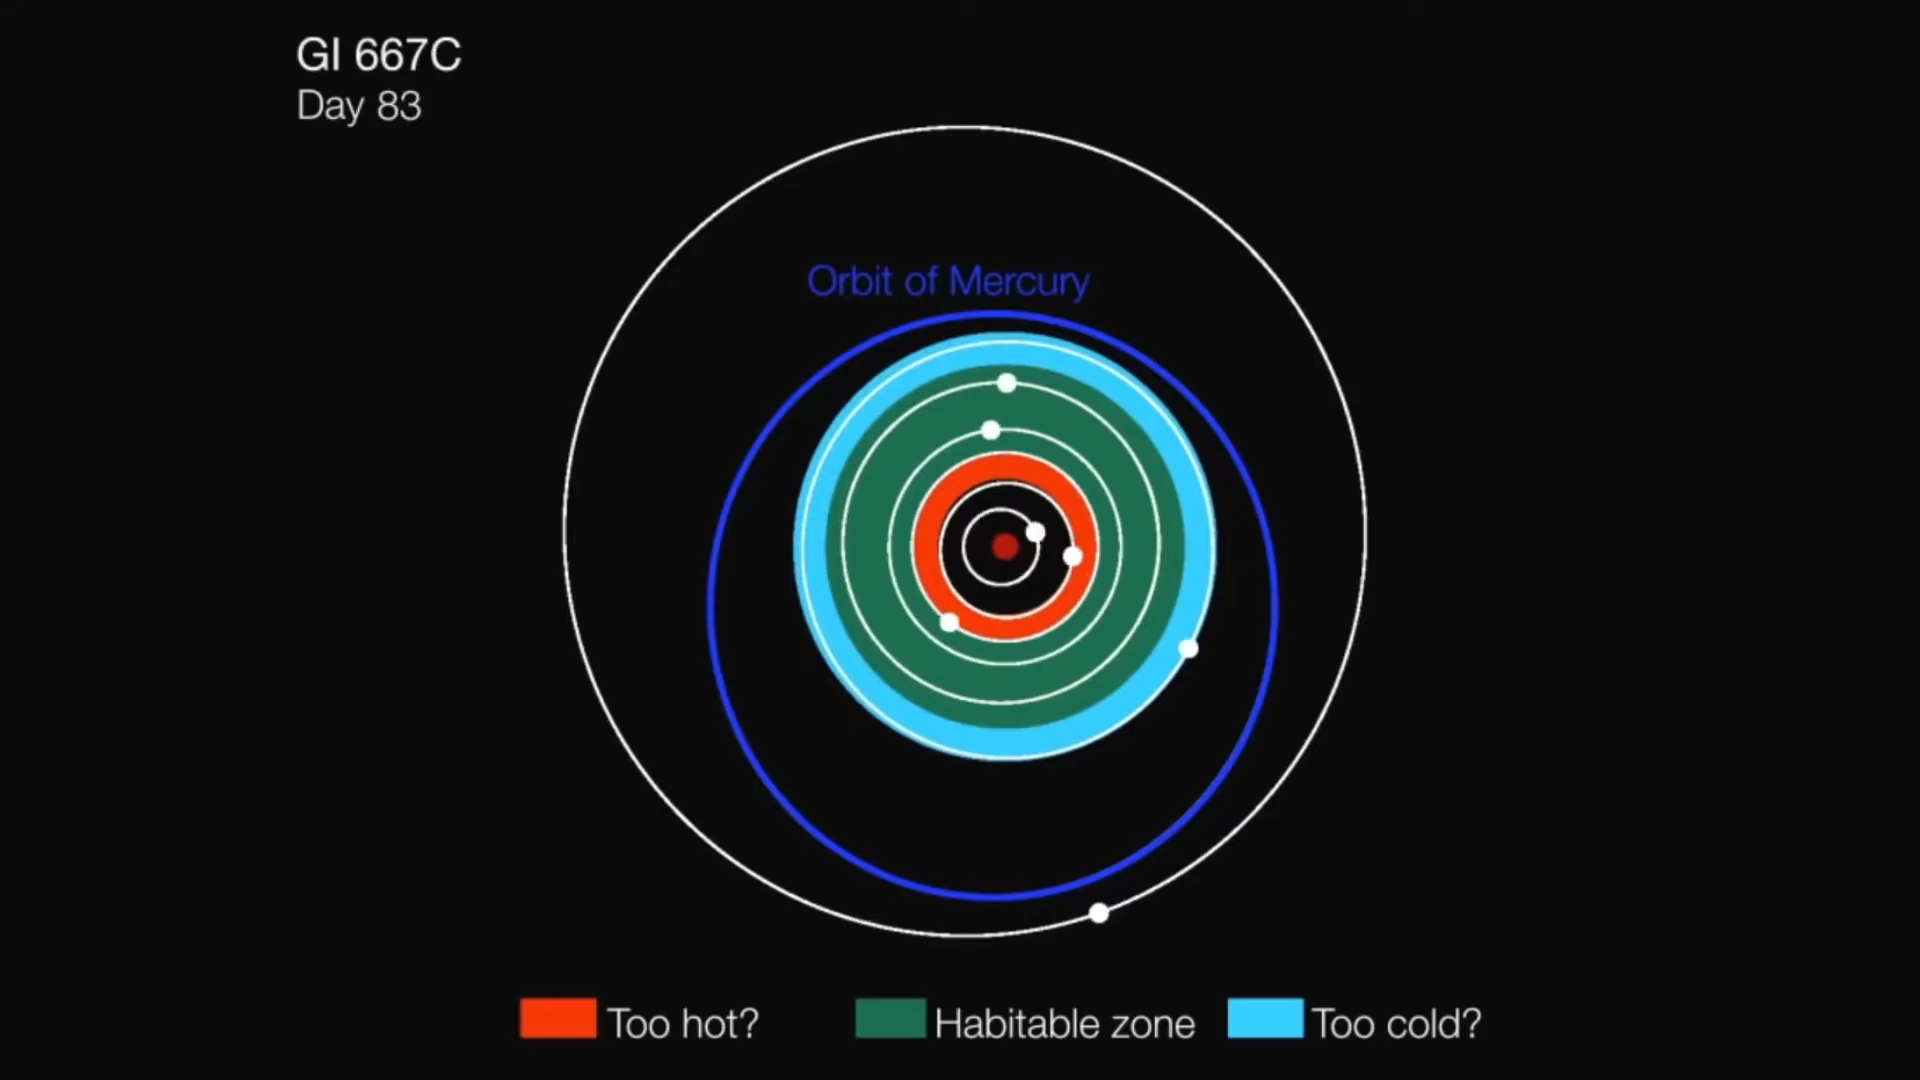 Gl 667C
Day 83
Orbit of Mercury
Too hot?
Habitable zone
Too cold?